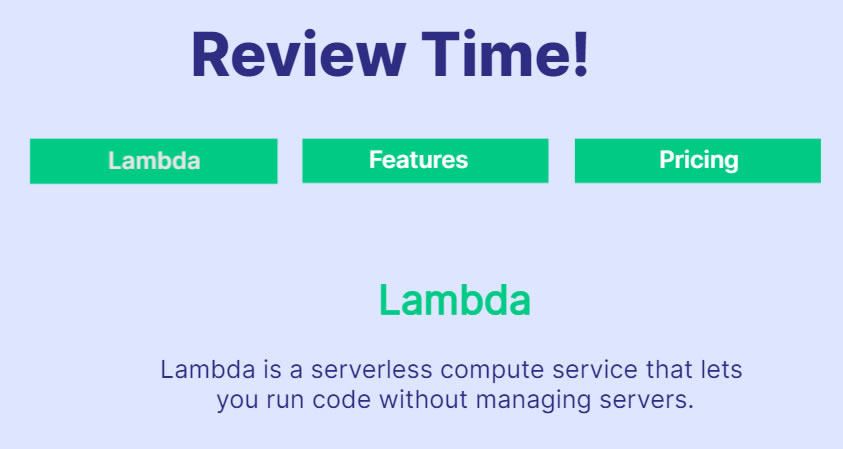 Review Time!
Lambda
Features
Pricing
Lambda
Lambda is a serverless compute service that lets
you run code without managing servers.